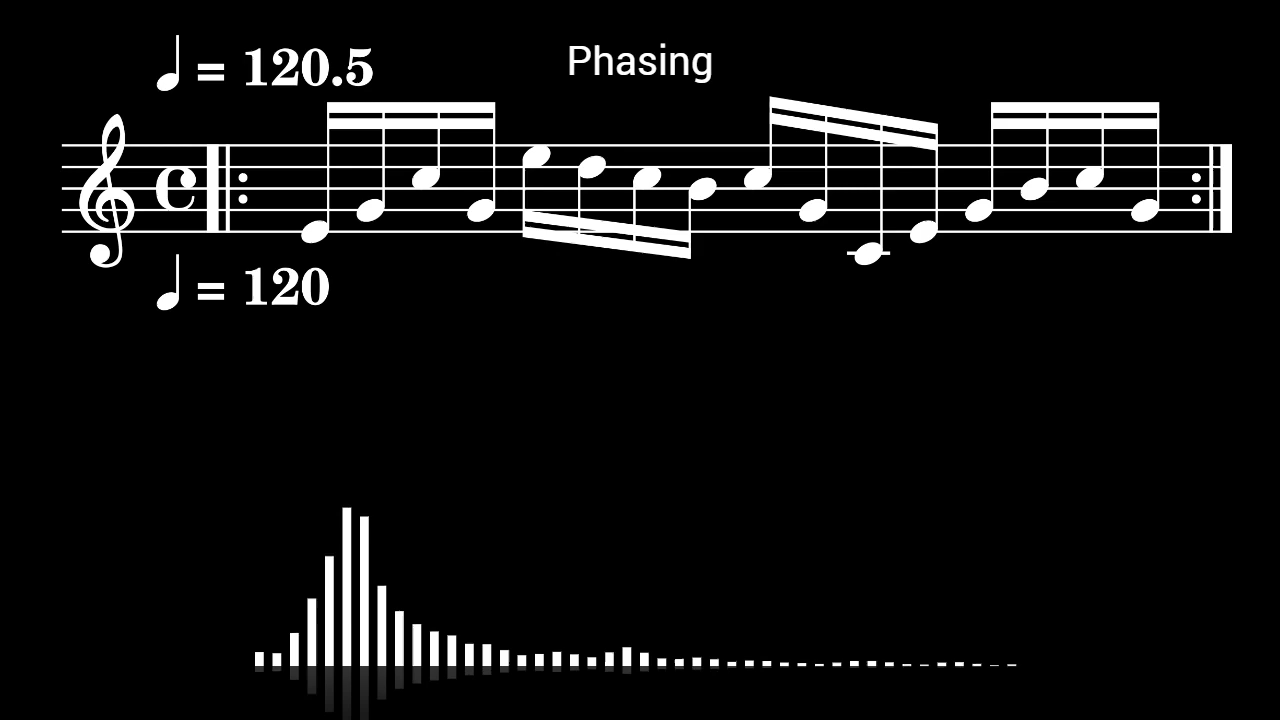 = 120.5
Phasing
= 120